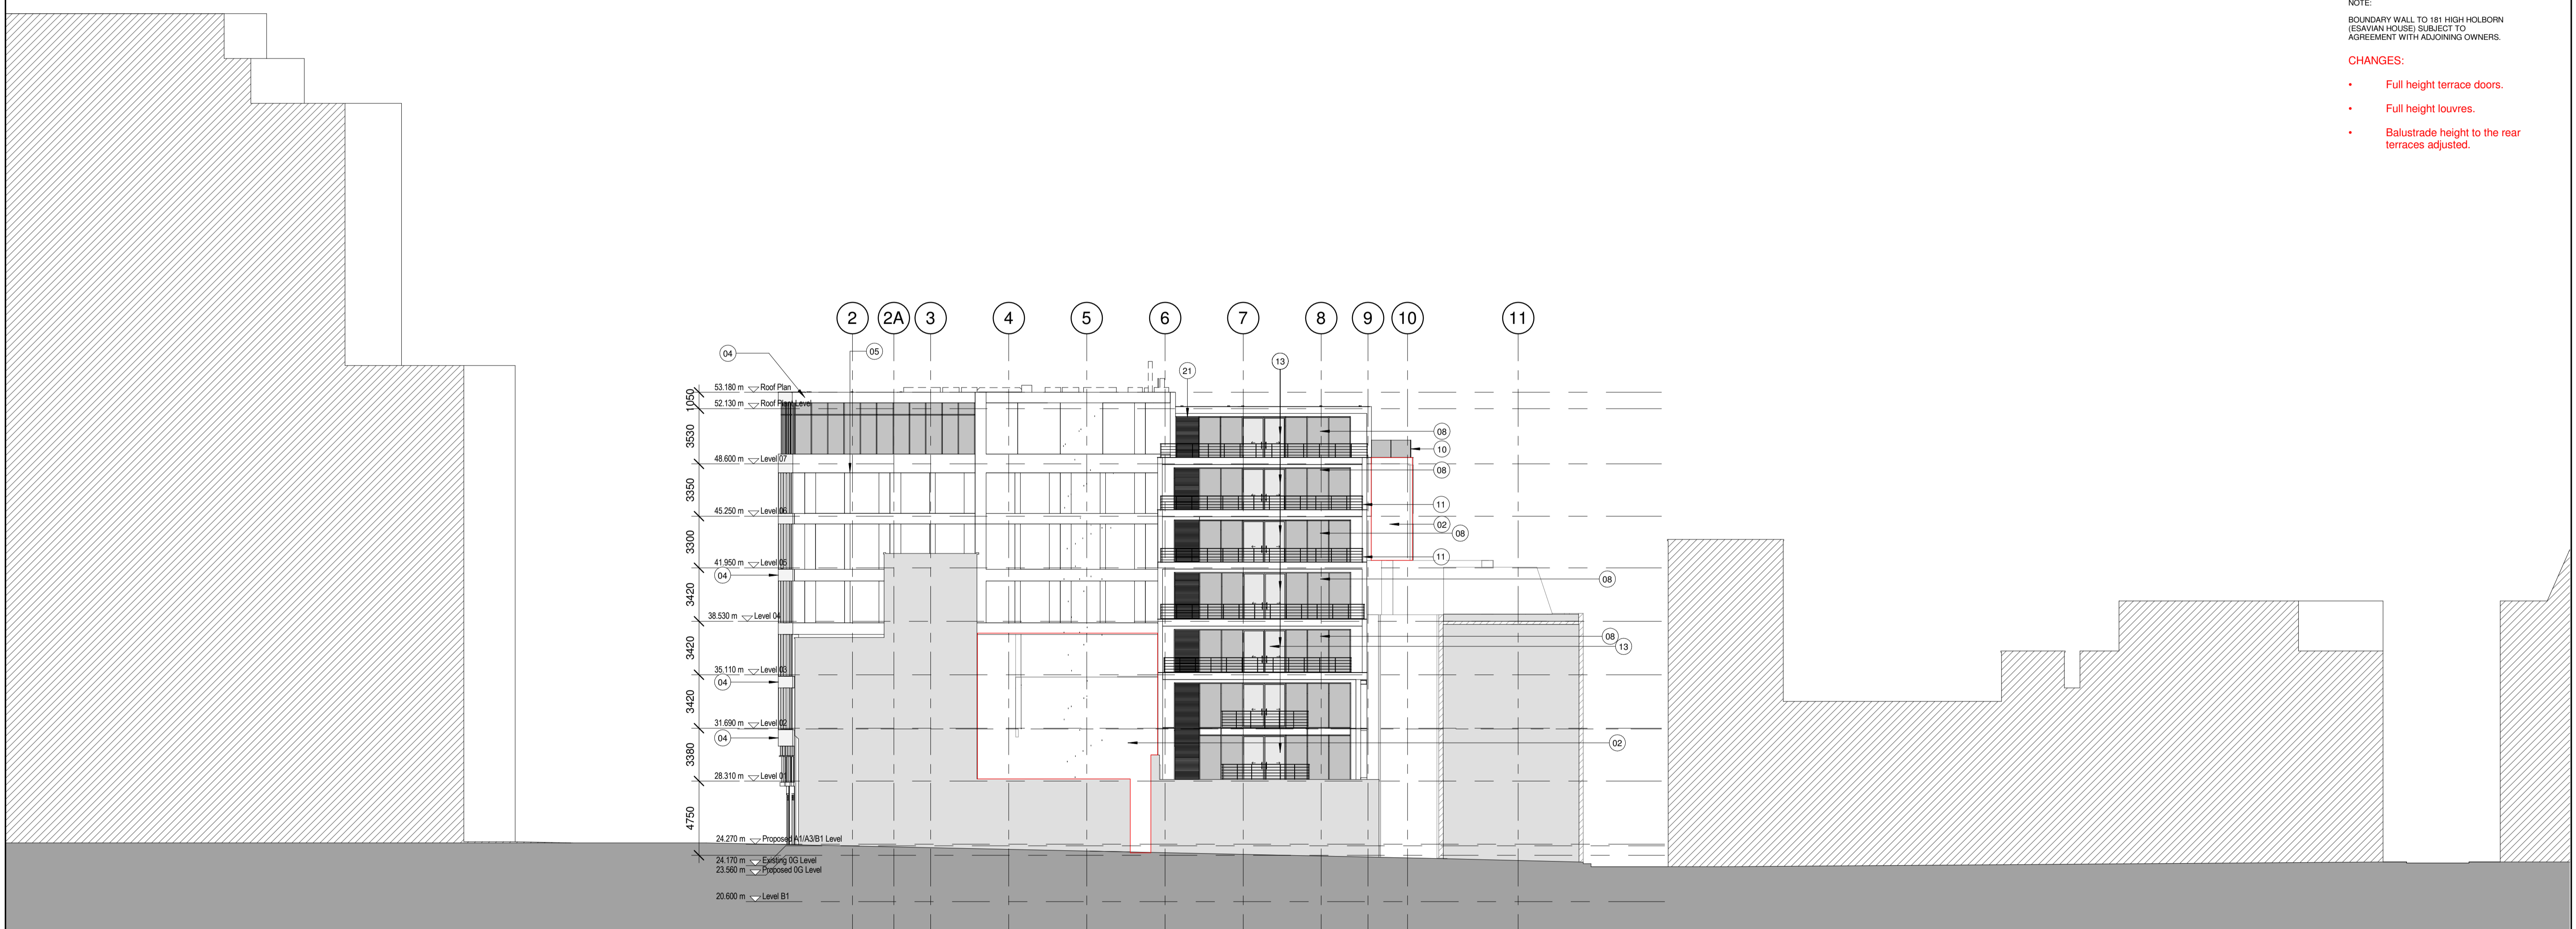 NOTE:
BOUNDARY WALL TO 181 HIGH HOLBORN
(ESAVIAN HOUSE) SUBJECT TO
AGREEMENT WITH ADJOINING OWNERS.
CHANGES:
• Full height terrace doors.
• Full height louvres.
• Balustrade height to the rear
terraces adjusted.
2 2A 3 4 5 6 7 8 9 10 11
04
05
21
13
1050
3530
3350
3300
3420
3420
3420
3380
4750
53.180 m Roof Plan
52.130 m Roof Plant Level
48.600 m Level 07
45.250 m Level 06
41.950 m Level 05
04
38.530 m Level 04
35.110 m Level 03
04
31.690 m Level 02
04
28.310 m Level 01
24.270 m Proposed A1/A3/B1 Level
24.170 m Existing 0G Level
23.560 m Proposed 0G Level
20.600 m Level B1
08
10
08
11
02
08
11
08
08
13
02